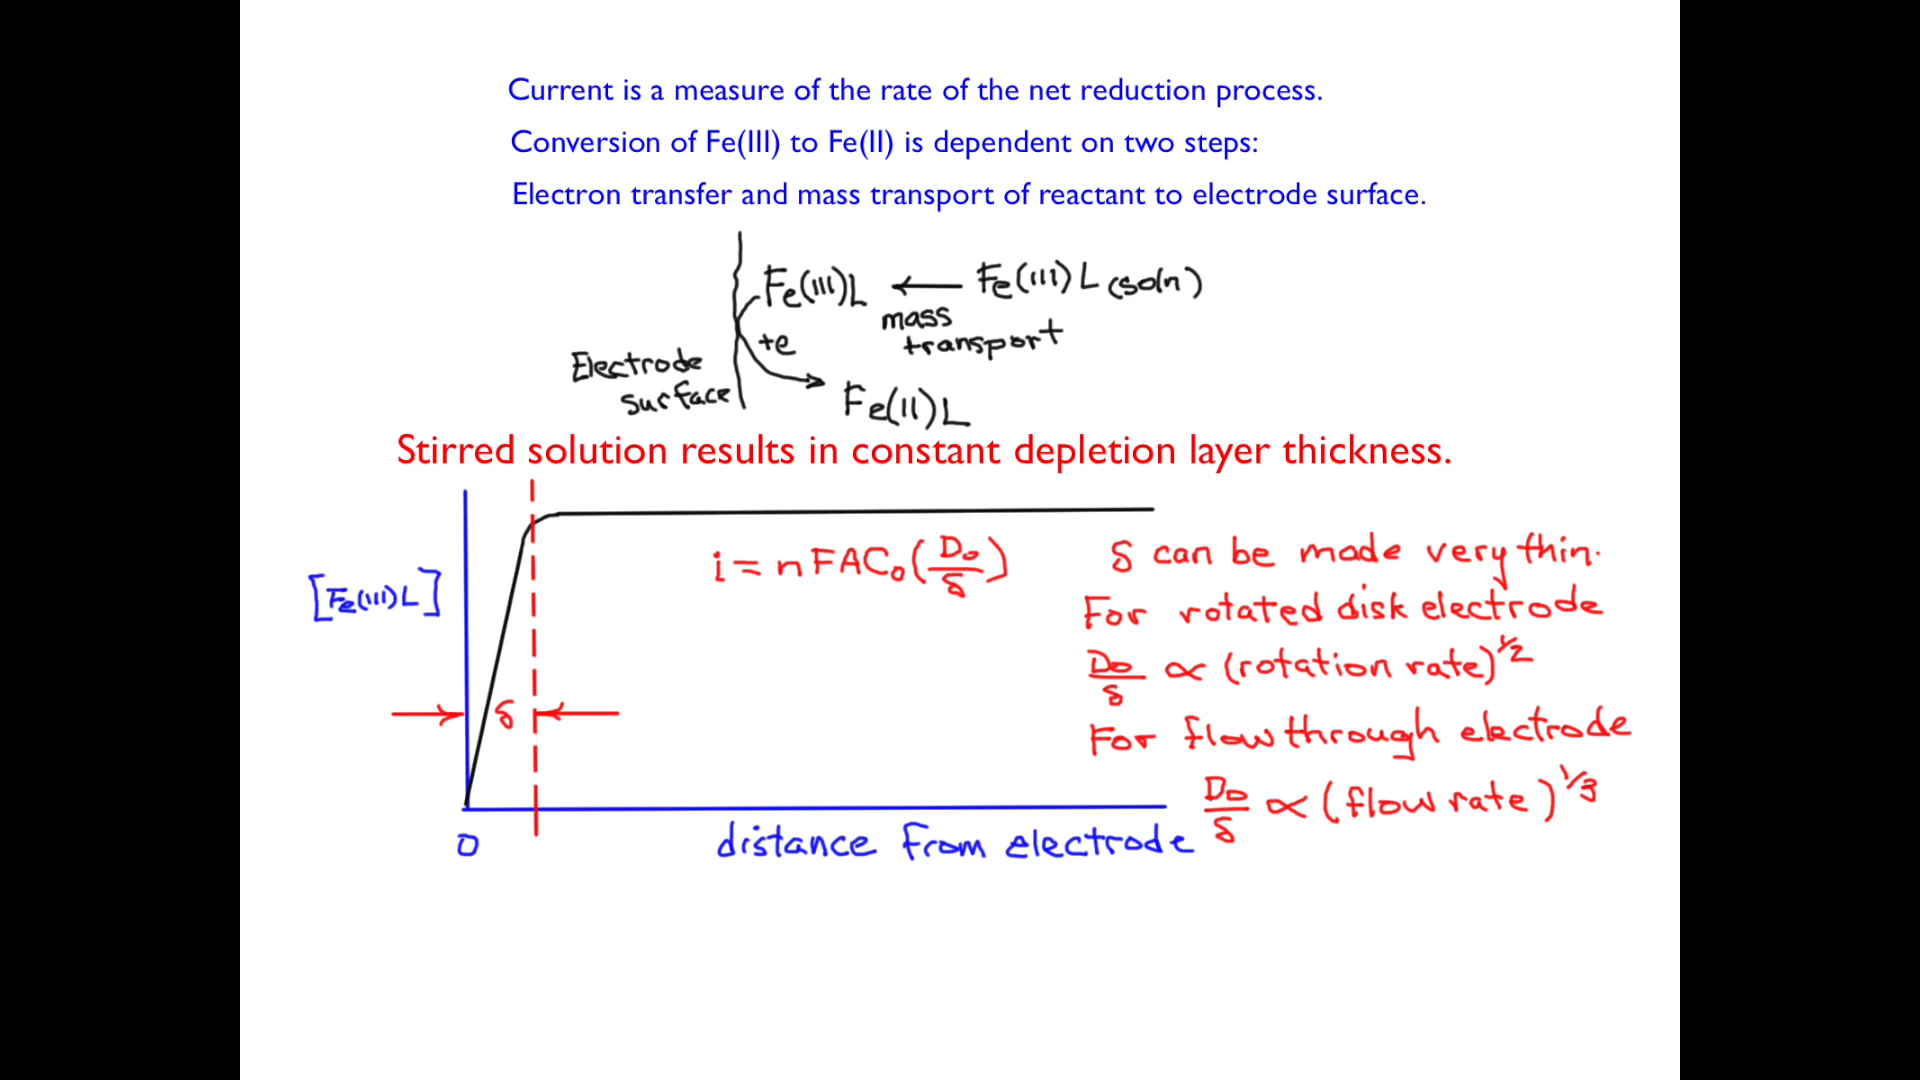 Current is a measure of the rate of the net reduction process.
Conversion of Fe(III) to Fe(II) is dependent on two steps:
Electron transfer and mass transport of reactant to electrode surface.
Fe(III)L ← Fe(III)L (soln)
mass
transport
+e
Electrode
surface
Fe(II)L
Stirred solution results in constant depletion layer thickness.
[Fe(III)L]
i = nFAC₀(D₀/δ)
δ can be made very thin.
For rotated disk electrode
D₀/δ ∝ (rotation rate)^1/2
δ
For flow through electrode
D₀/δ ∝ (flow rate)^1/3
0
distance from electrode